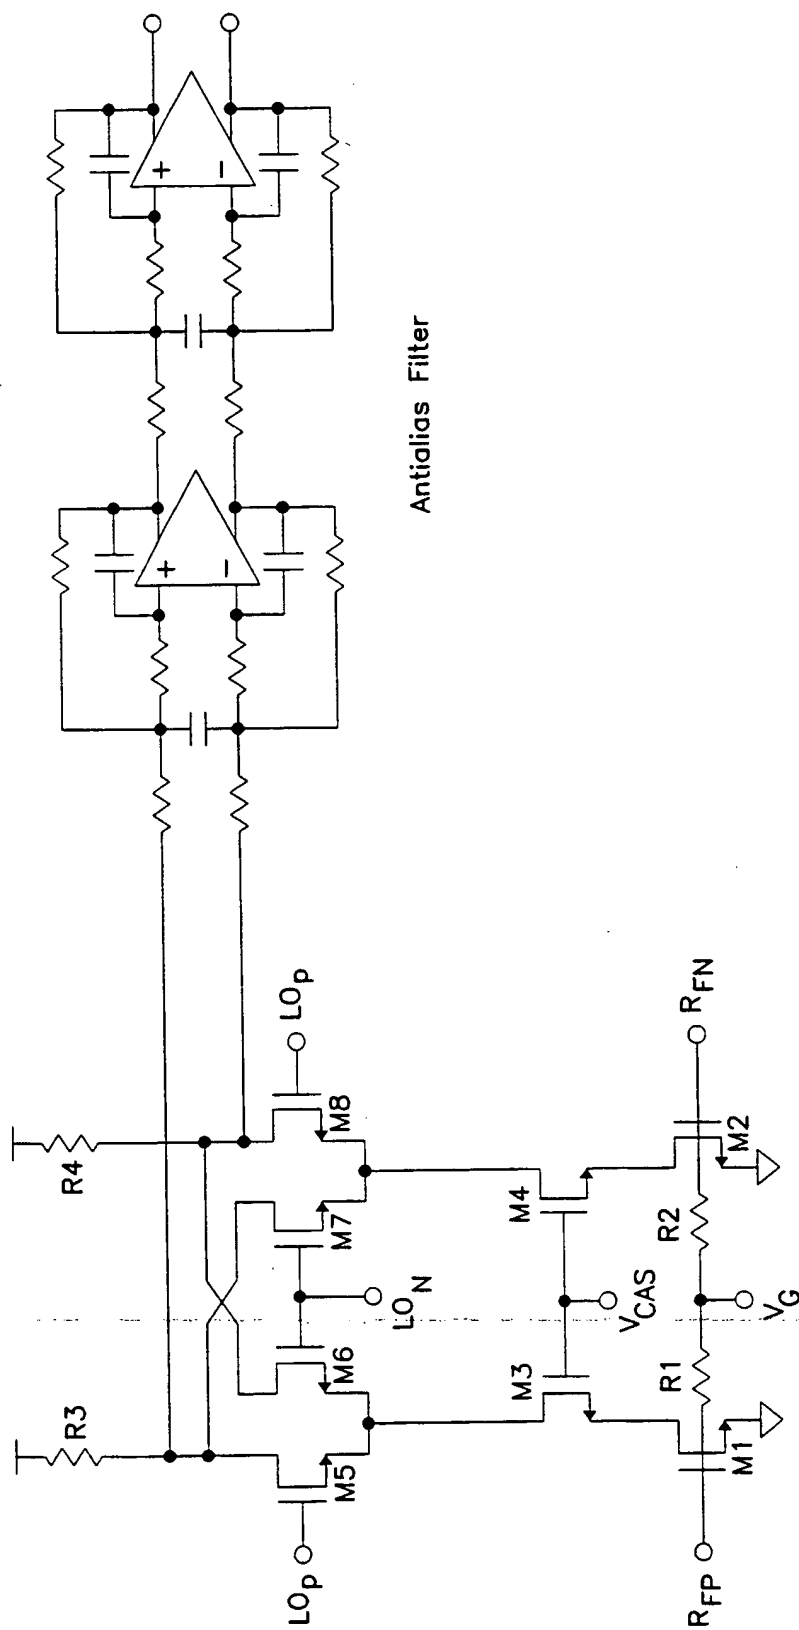 +
−
+
−
Antialias Filter
R4
R3
LOp
M8
M7
LON
M6
M5
LOp
M4
VCAS
M3
RFN
M2
R2
VG
R1
M1
RFP